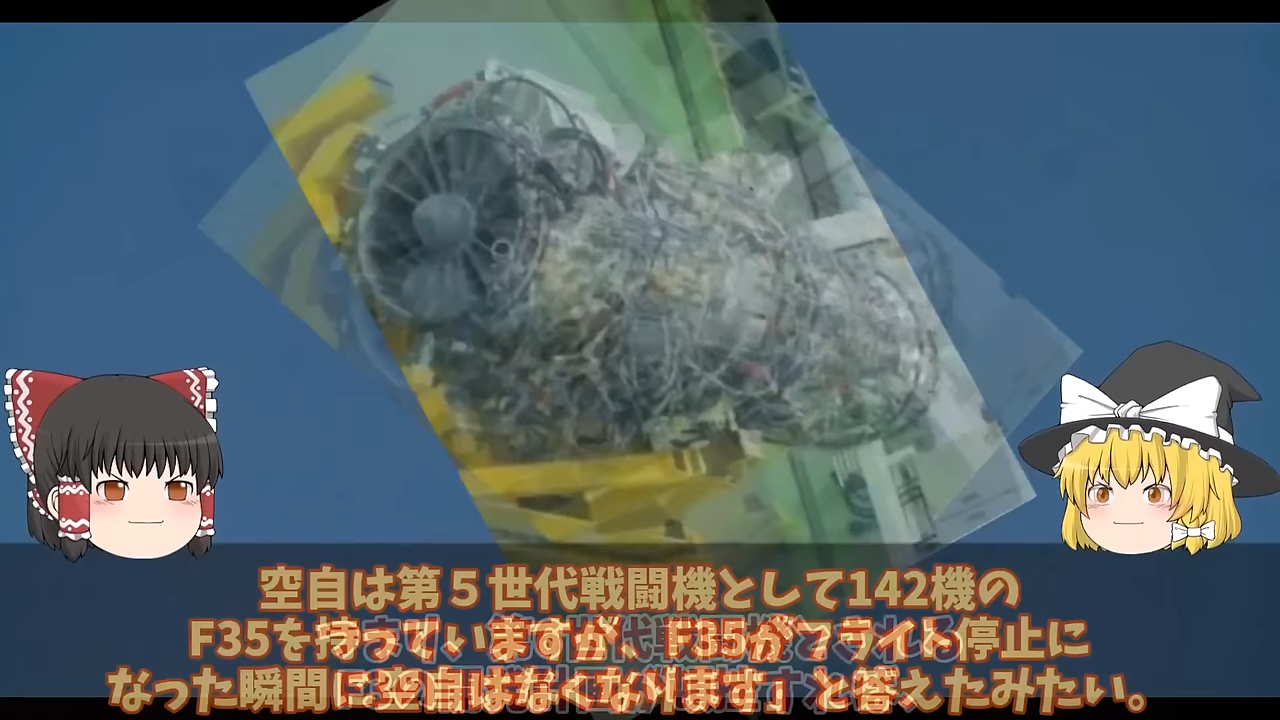 空自は第５世代戦闘機として142機の
F35を持っていますが、F35がフライト停止に
なった瞬間に空自はなくなります」と答えたみたい。